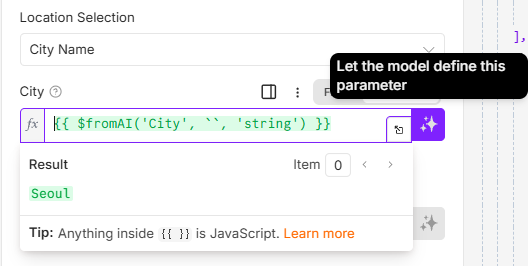 Location Selection
City Name
],
Let the model define this
parameter
City
F
fx {{ $fromAI('City', ``, 'string') }}
Result
Item 0
Seoul
Tip: Anything inside {{ }} is JavaScript. Learn more